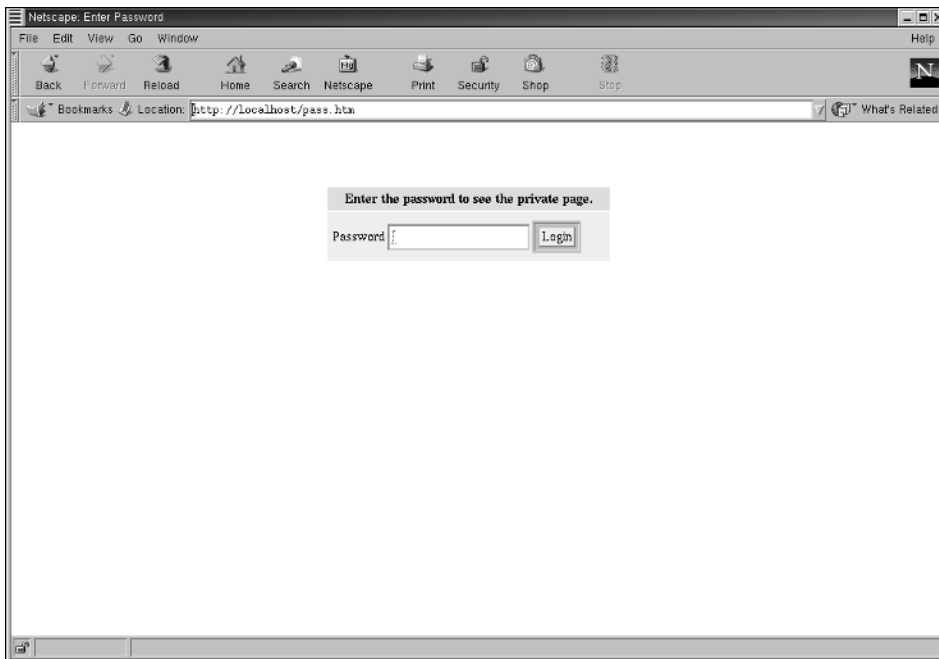 Netscape: Enter Password
File Edit View Go Window Help
Back Forward Reload Home Search Netscape Print Security Shop Stop
N
Bookmarks Location: http://localhost/pass.htm What's Related
Enter the password to see the private page.
Password Login